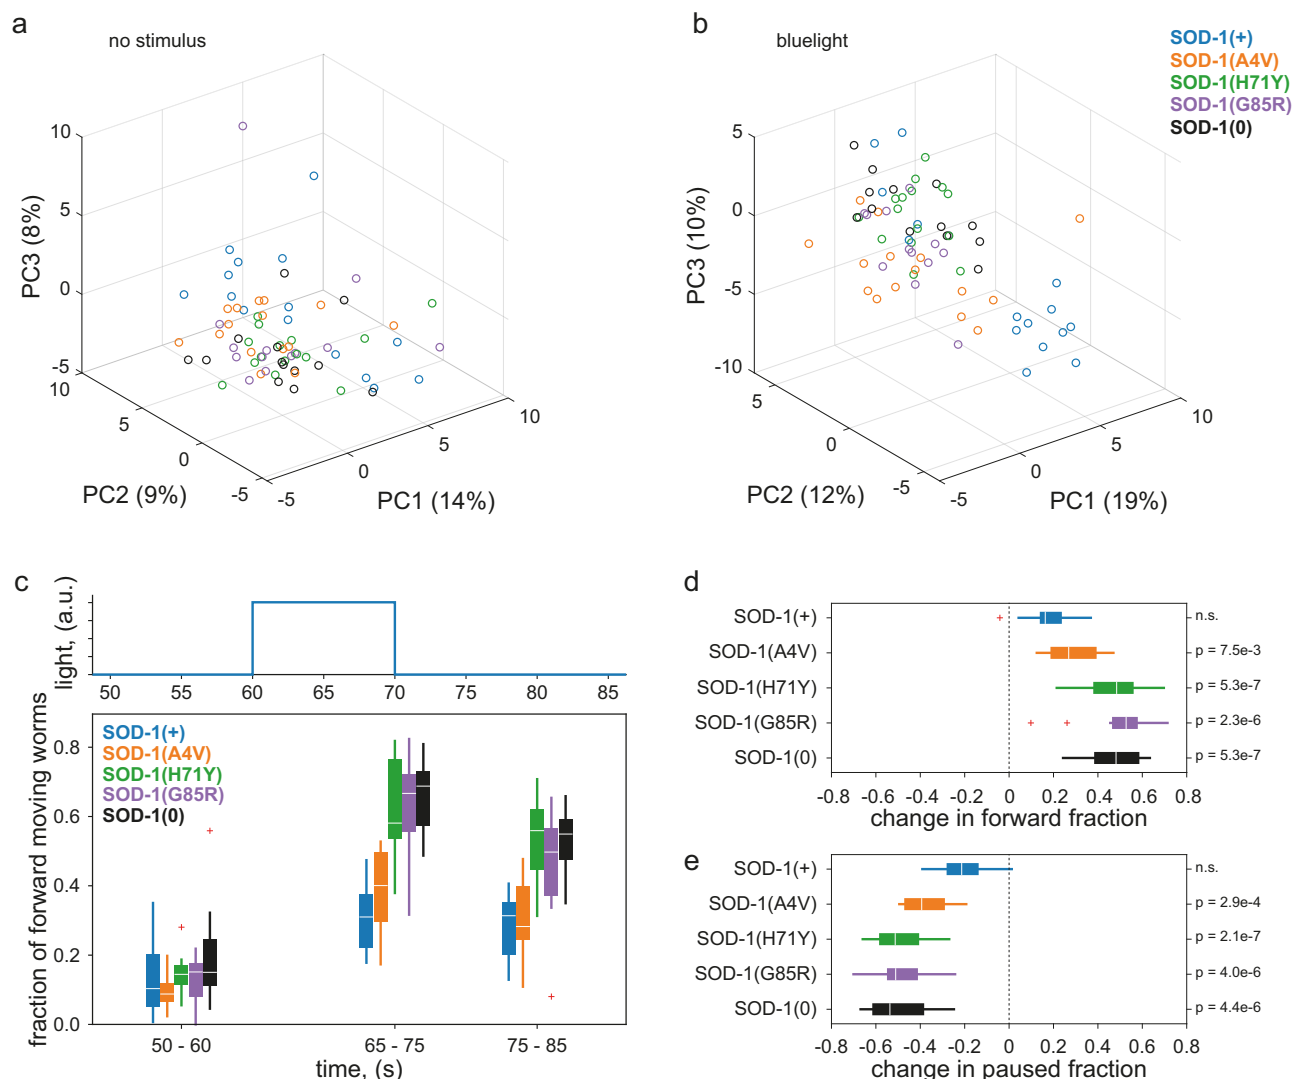 a
no stimulus
10
5
0
-5
PC3 (8%)
10
5
0
-5
PC2 (9%)
-5
0
5
10
PC1 (14%)
b
bluelight
SOD-1(+)
SOD-1(A4V)
SOD-1(H71Y)
SOD-1(G85R)
SOD-1(0)
5
0
-5
-10
PC3 (10%)
5
0
-5
PC2 (12%)
-5
0
5
10
PC1 (19%)
c
light, (a.u.)
50 55 60 65 70 75 80 85
SOD-1(+)
SOD-1(A4V)
SOD-1(H71Y)
SOD-1(G85R)
SOD-1(0)
0.8
0.6
0.4
0.2
0.0
fraction of forward moving worms
50 - 60 65 - 75 75 - 85
time, (s)
d
SOD-1(+) n.s.
SOD-1(A4V) p = 7.5e-3
SOD-1(H71Y) p = 5.3e-7
SOD-1(G85R) p = 2.3e-6
SOD-1(0) p = 5.3e-7
-0.8 -0.6 -0.4 -0.2 0 0.2 0.4 0.6 0.8
change in forward fraction
e
SOD-1(+) n.s.
SOD-1(A4V) p = 2.9e-4
SOD-1(H71Y) p = 2.1e-7
SOD-1(G85R) p = 4.0e-6
SOD-1(0) p = 4.4e-6
-0.8 -0.6 -0.4 -0.2 0 0.2 0.4 0.6 0.8
change in paused fraction